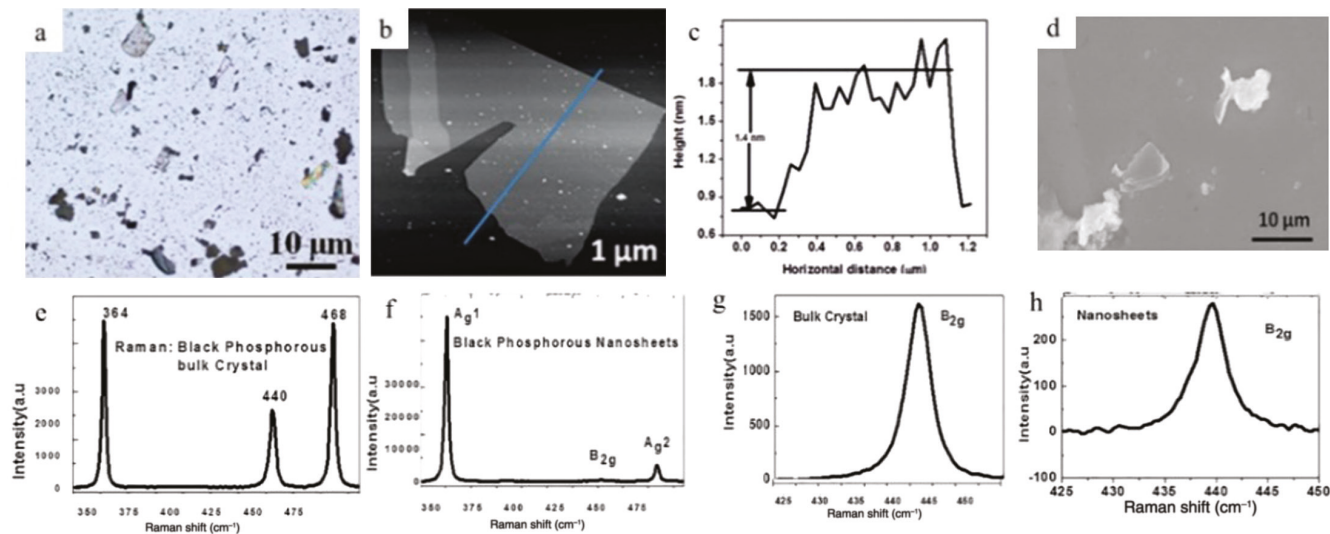 a
10 µm
b
1 µm
c
Height (nm)
1.8
1.5
1.2
0.9
0.6
1.4 nm
0.0 0.2 0.4 0.6 0.8 1.0 1.2
Horizontal distance (µm)
d
10 µm
e
364
468
Raman: Black Phosphorous
bulk Crystal
440
Intensity(a.u
3000
2000
1000
0
350 375 400 425 450 475
Raman shift (cm⁻¹)
f
Ag1
Black Phosphorous Nanosheets
B2g
Ag2
Intensity(a.u
30000
20000
10000
0
350 375 400 425 450 475
Raman shift (cm⁻¹)
g
Bulk Crystal
B2g
Intensity(a.u
1500
1000
500
0
425 430 435 440 445 450
Raman shift (cm⁻¹)
h
Nanosheets
B2g
Intensity(a.u
200
100
0
-100
425 430 435 440 445 450
Raman shift (cm⁻¹)